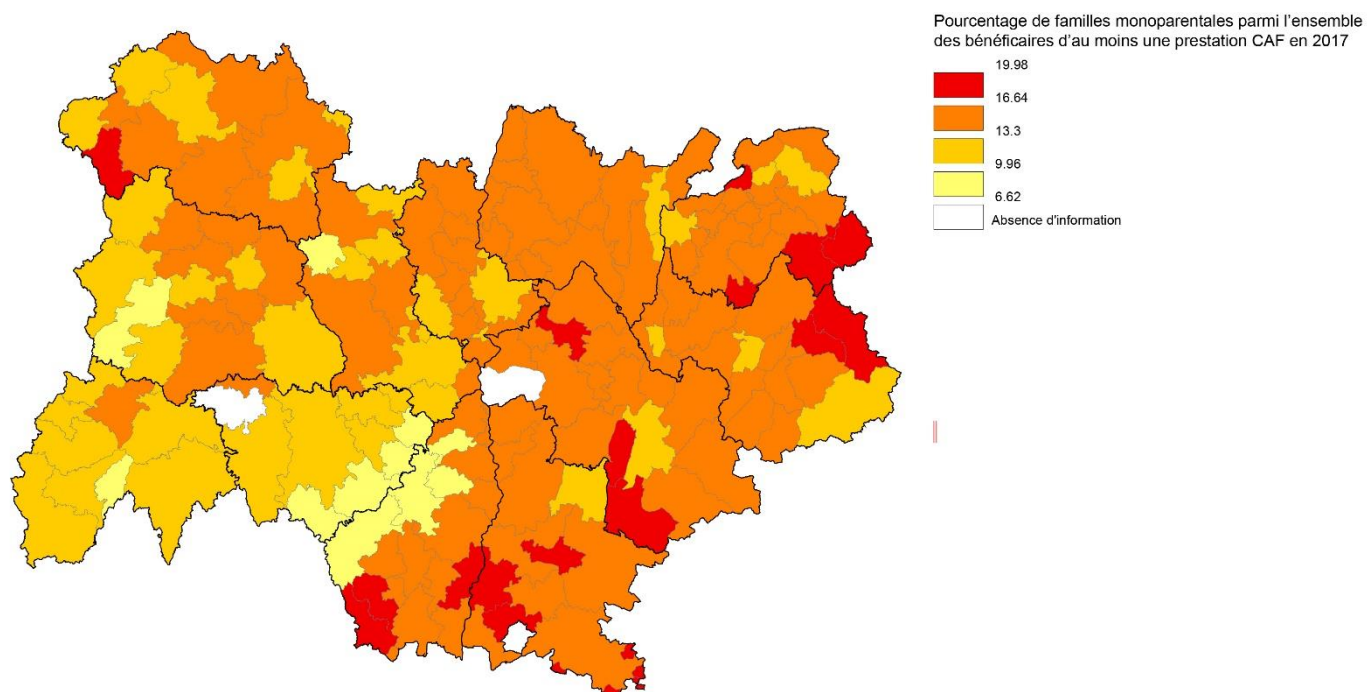 Pourcentage de familles monoparentales parmi l'ensemble
des bénéficaires d'au moins une prestation CAF en 2017
19.98
16.64
13.3
9.96
6.62
Absence d'information